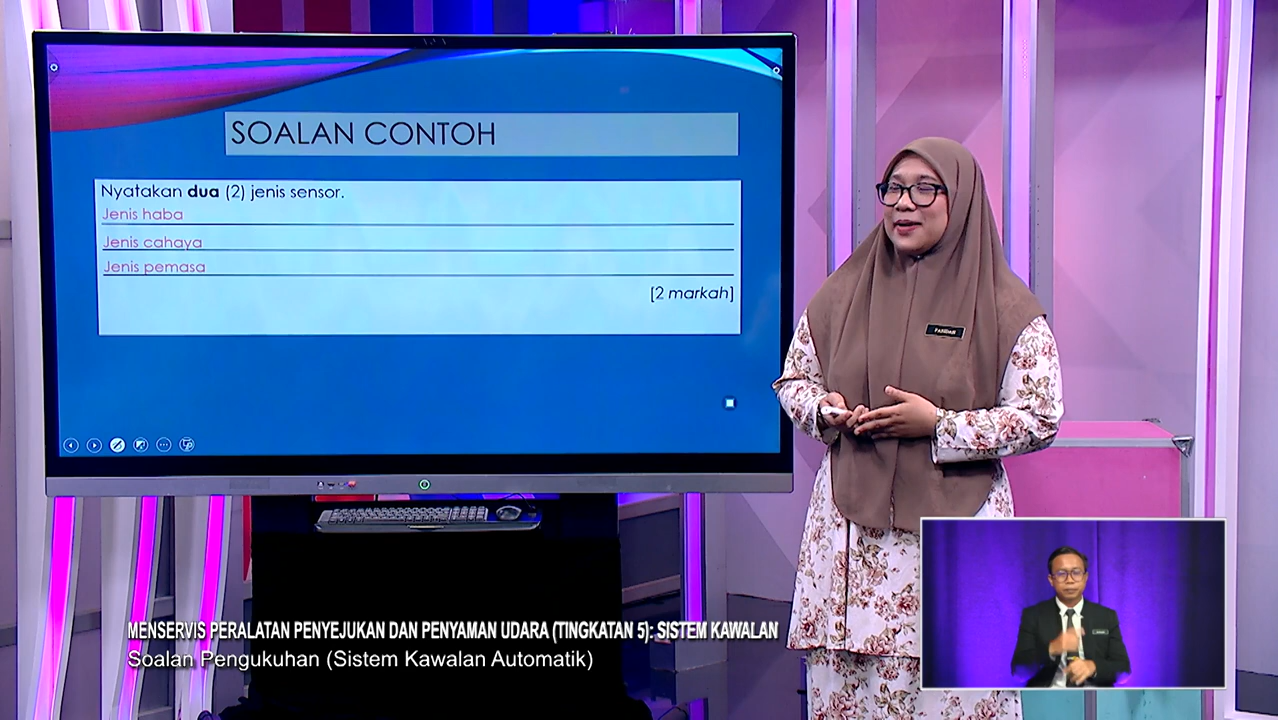 SOALAN CONTOH
Nyatakan dua (2) jenis sensor.
Jenis haba
Jenis cahaya
Jenis pemasa
[2 markah]
MENSERVIS PERALATAN PENYEJUKAN DAN PENYAMAN UDARA (TINGKATAN 5): SISTEM KAWALAN
Soalan Pengukuhan (Sistem Kawalan Automatik)